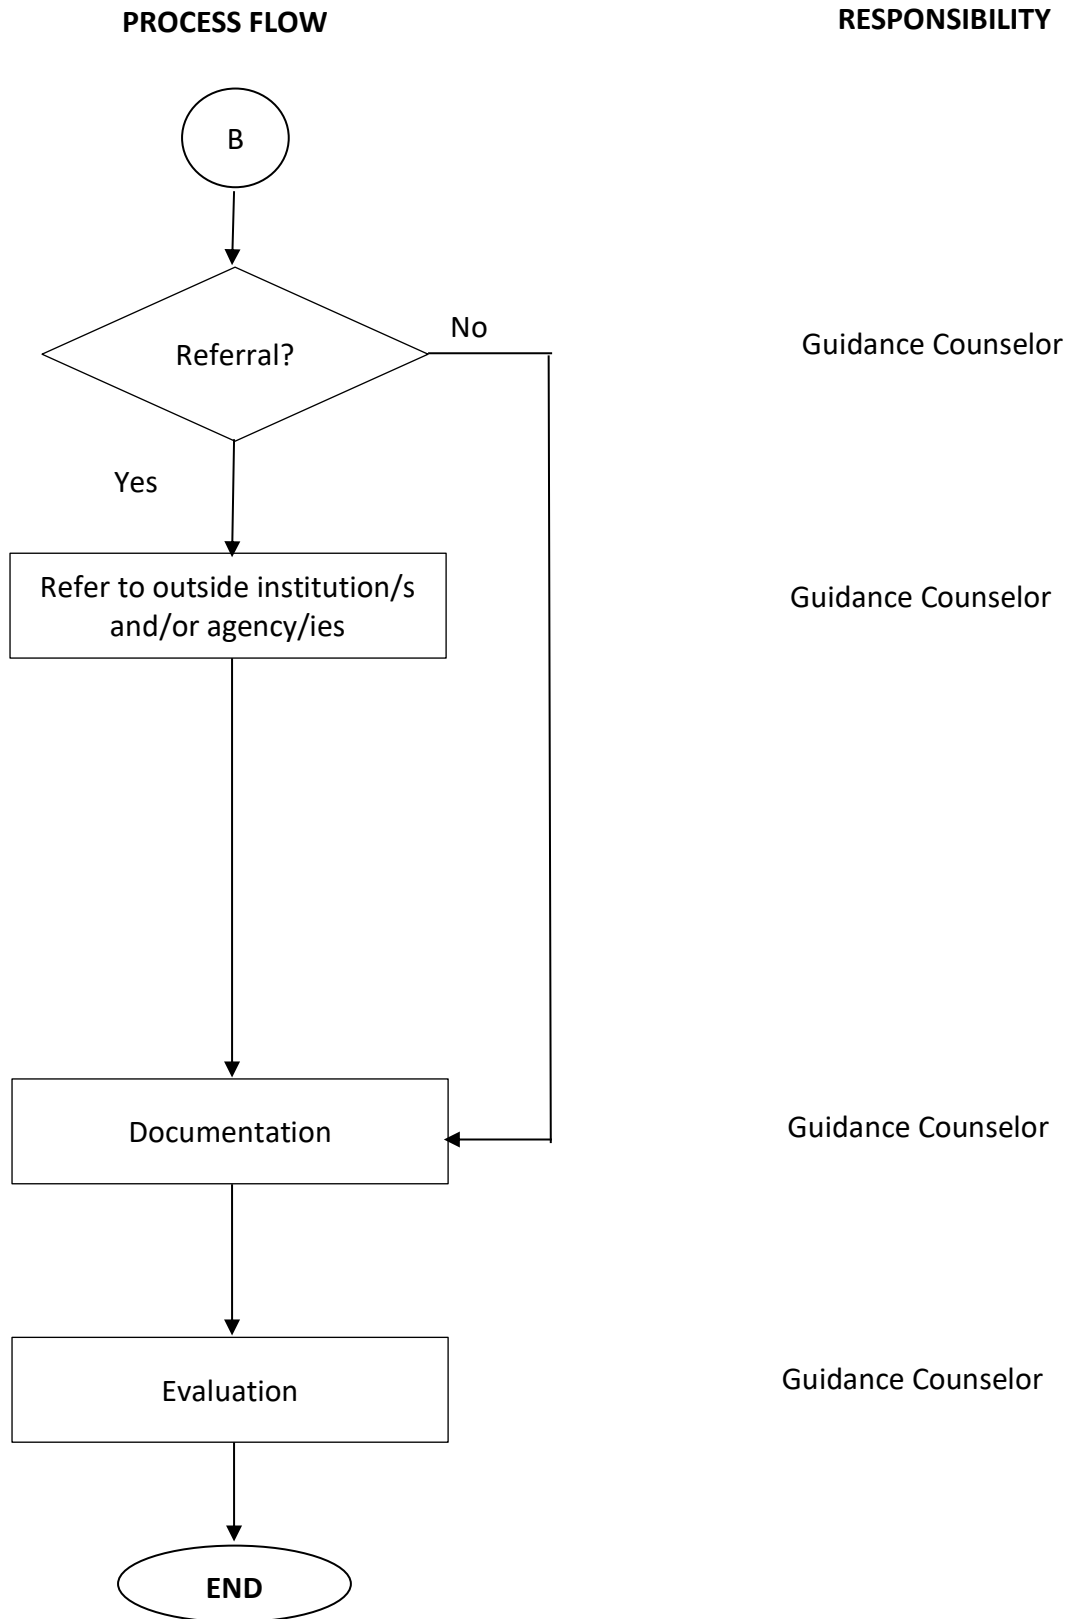 PROCESS FLOW
RESPONSIBILITY
B
No
Referral?
Guidance Counselor
Yes
Refer to outside institution/s
and/or agency/ies
Guidance Counselor
Documentation
Guidance Counselor
Evaluation
Guidance Counselor
END